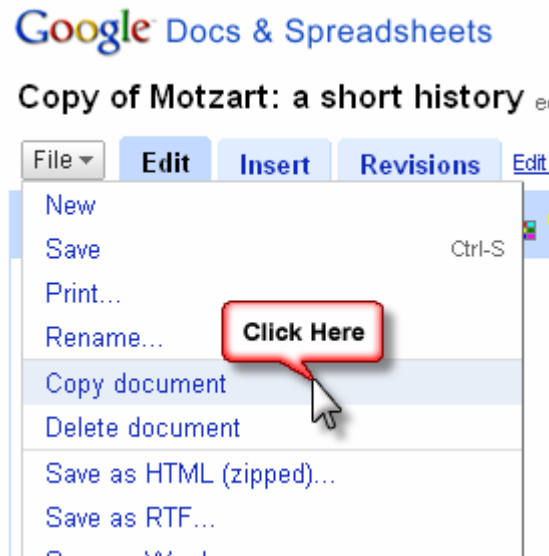 Google Docs & Spreadsheets
Copy of Motzart: a short history
File Edit Insert Revisions Edit
New
Save Ctrl-S
Print...
Rename...
Click Here
Copy document
Delete document
Save as HTML (zipped)...
Save as RTF...